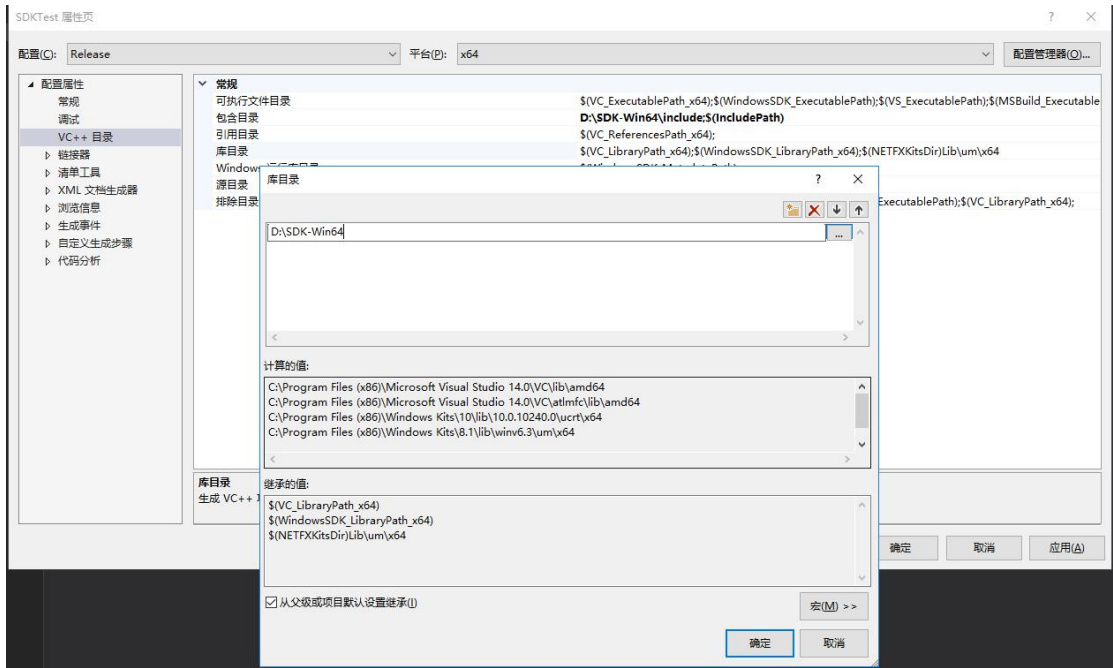 SDKTest 属性页
配置(C): Release 平台(P): x64 配置管理器(O)...
配置属性
常规
调试
VC++ 目录
链接器
清单工具
XML 文档生成器
浏览信息
生成事件
自定义生成步骤
代码分析
常规
可执行文件目录 $(VC_ExecutablePath_x64);$(WindowsSDK_ExecutablePath);$(VS_ExecutablePath);$(MSBuild_Executable
包含目录 D:\SDK-Win64\include;$(IncludePath)
引用目录 $(VC_ReferencesPath_x64);
库目录 $(VC_LibraryPath_x64);$(WindowsSDK_LibraryPath_x64);$(NETFXKitsDir)Lib\um\x64
Windows
源目录
排除目录 ExecutablePath);$(VC_LibraryPath_x64);
库目录
生成 VC++
确定 取消 应用(A)
库目录
D:\SDK-Win64 ...
计算的值:
C:\Program Files (x86)\Microsoft Visual Studio 14.0\VC\lib\amd64
C:\Program Files (x86)\Microsoft Visual Studio 14.0\VC\atlmfc\lib\amd64
C:\Program Files (x86)\Windows Kits\10\lib\10.0.10240.0\ucrt\x64
C:\Program Files (x86)\Windows Kits\8.1\lib\winv6.3\um\x64
继承的值:
$(VC_LibraryPath_x64)
$(WindowsSDK_LibraryPath_x64)
$(NETFXKitsDir)Lib\um\x64
从父级或项目默认设置继承(I)
宏(M) >>
确定 取消